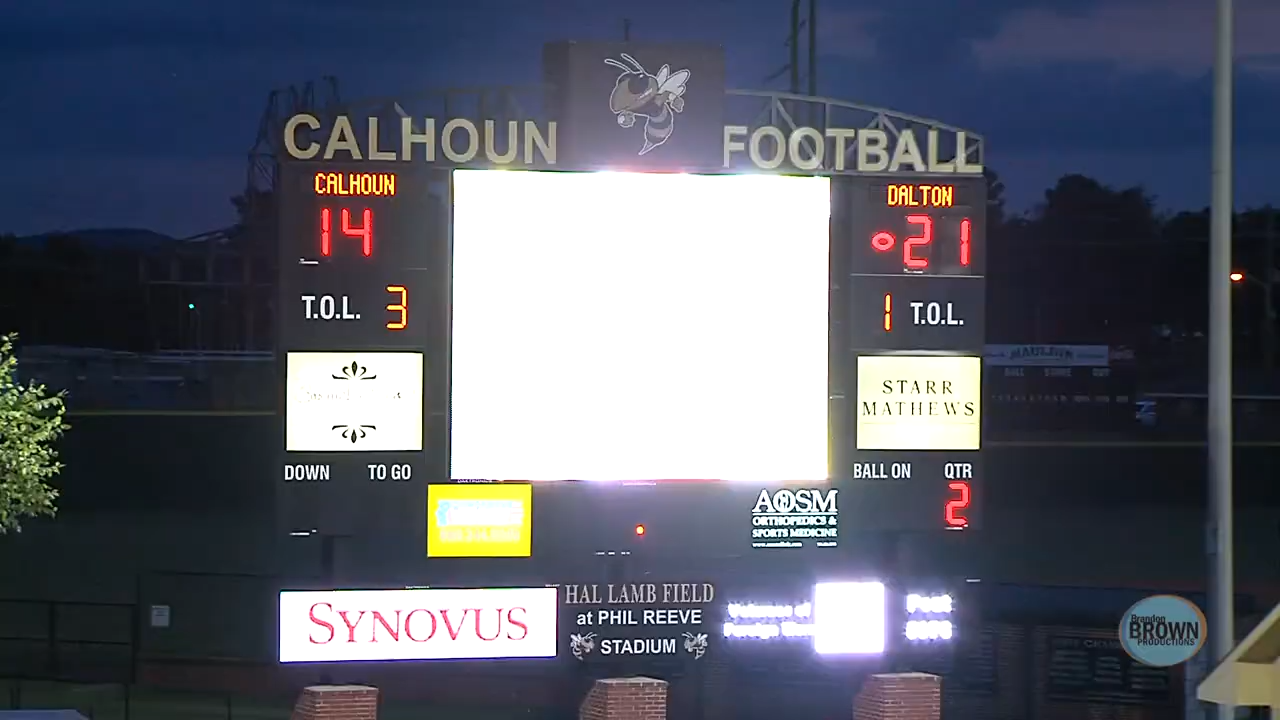 CALHOUN FOOTBALL
CALHOUN
14
DALTON
21
T.O.L. 3
1 T.O.L.
STARR
MATHEWS
DOWN TO GO
BALL ON QTR
2
AOSM
ORTHOPEDICS &
SPORTS MEDICINE
SYNOVUS
HAL LAMB FIELD
at PHIL REEVE
STADIUM
Brandon
BROWN
PRODUCTIONS